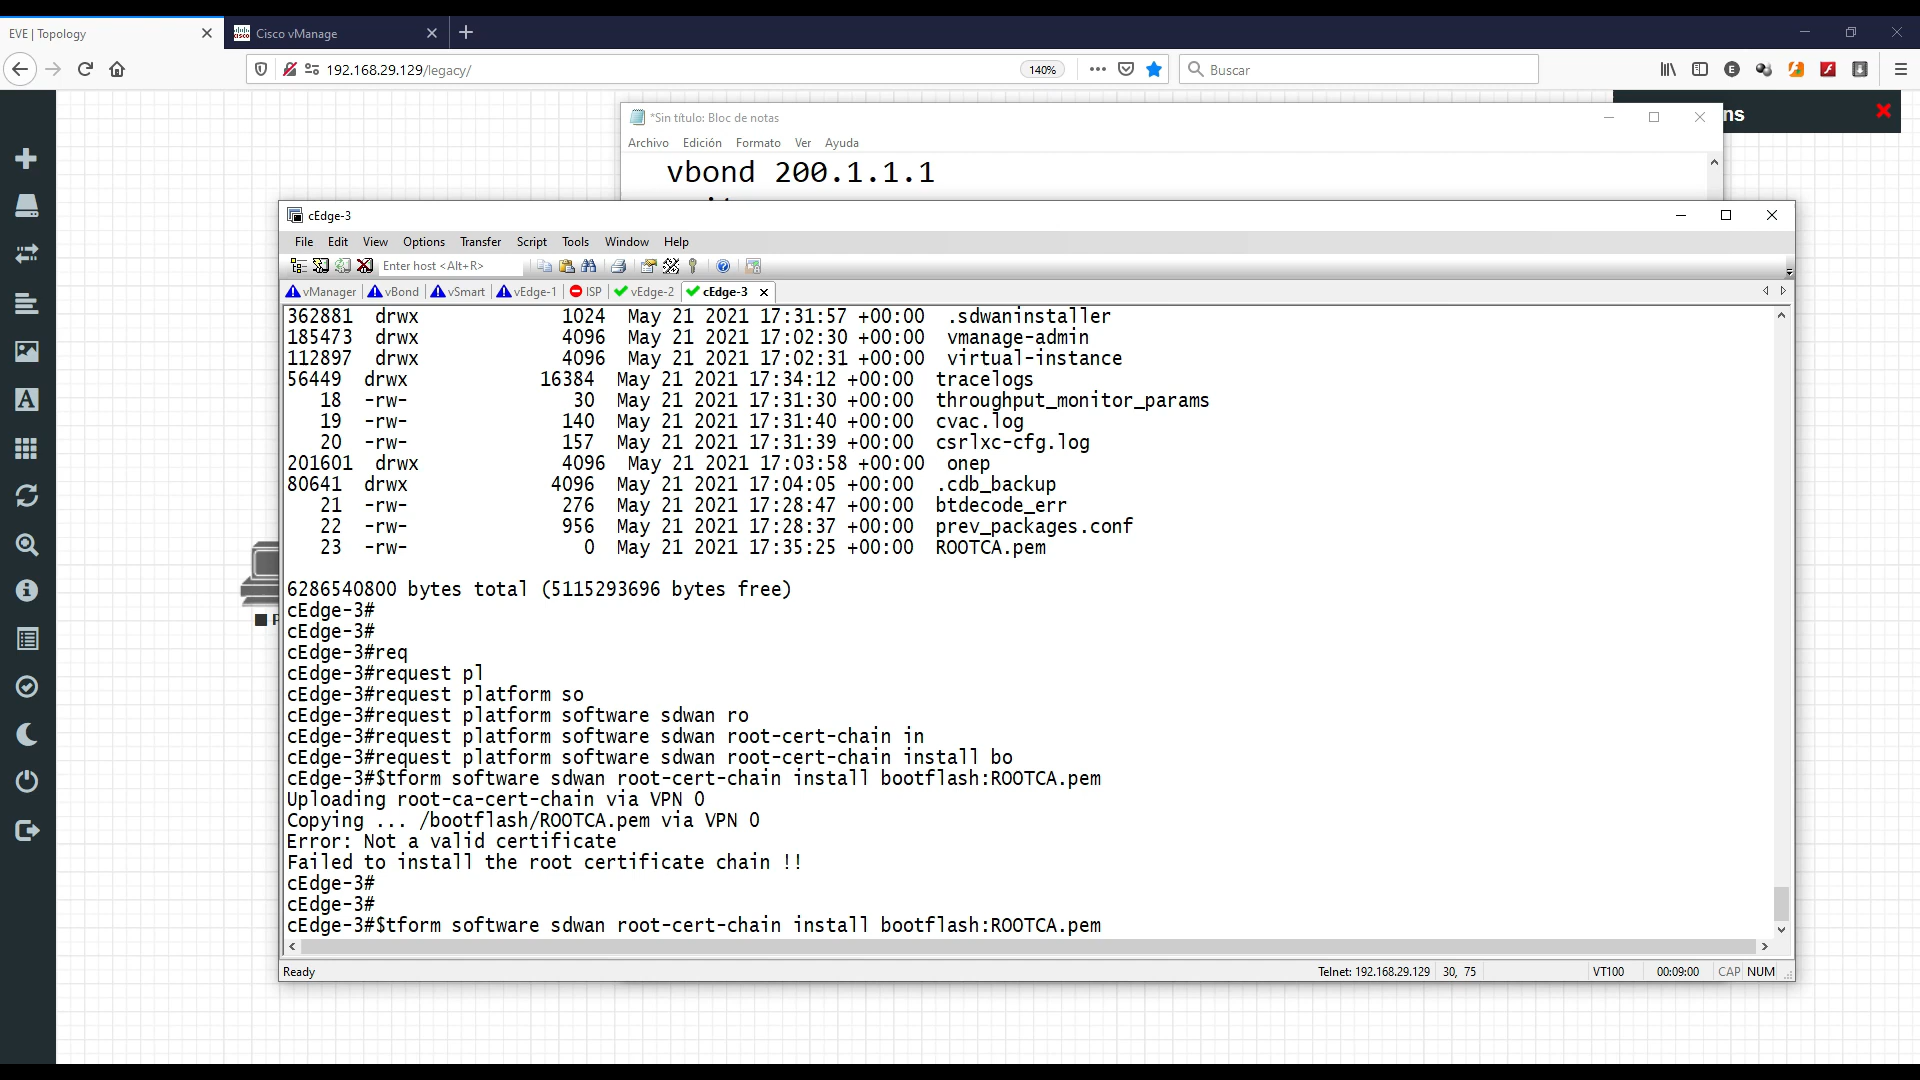 EVE | Topology
Cisco vManage
192.168.29.129/legacy/
140%
Buscar
ns
*Sin título: Bloc de notas
Archivo Edición Formato Ver Ayuda
vbond 200.1.1.1
cEdge-3
File Edit View Options Transfer Script Tools Window Help
Enter host <Alt+R>
vManager vBond vSmart vEdge-1 ISP vEdge-2 cEdge-3
362881 drwx 1024 May 21 2021 17:31:57 +00:00 .sdwaninstaller
185473 drwx 4096 May 21 2021 17:02:30 +00:00 vmanage-admin
112897 drwx 4096 May 21 2021 17:02:31 +00:00 virtual-instance
56449 drwx 16384 May 21 2021 17:34:12 +00:00 tracelogs
18 -rw- 30 May 21 2021 17:31:30 +00:00 throughput_monitor_params
19 -rw- 140 May 21 2021 17:31:40 +00:00 cvac.log
20 -rw- 157 May 21 2021 17:31:39 +00:00 csrlxc-cfg.log
201601 drwx 4096 May 21 2021 17:03:58 +00:00 onep
80641 drwx 4096 May 21 2021 17:04:05 +00:00 .cdb_backup
21 -rw- 276 May 21 2021 17:28:47 +00:00 btdecode_err
22 -rw- 956 May 21 2021 17:28:37 +00:00 prev_packages.conf
23 -rw- 0 May 21 2021 17:35:25 +00:00 ROOTCA.pem
6286540800 bytes total (5115293696 bytes free)
cEdge-3#
cEdge-3#
cEdge-3#req
cEdge-3#request pl
cEdge-3#request platform so
cEdge-3#request platform software sdwan ro
cEdge-3#request platform software sdwan root-cert-chain in
cEdge-3#request platform software sdwan root-cert-chain install bo
cEdge-3#$tform software sdwan root-cert-chain install bootflash:ROOTCA.pem
Uploading root-ca-cert-chain via VPN 0
Copying ... /bootflash/ROOTCA.pem via VPN 0
Error: Not a valid certificate
Failed to install the root certificate chain !!
cEdge-3#
cEdge-3#
cEdge-3#$tform software sdwan root-cert-chain install bootflash:ROOTCA.pem
Ready Telnet: 192.168.29.129 30, 75 VT100 00:09:00 CAP NUM